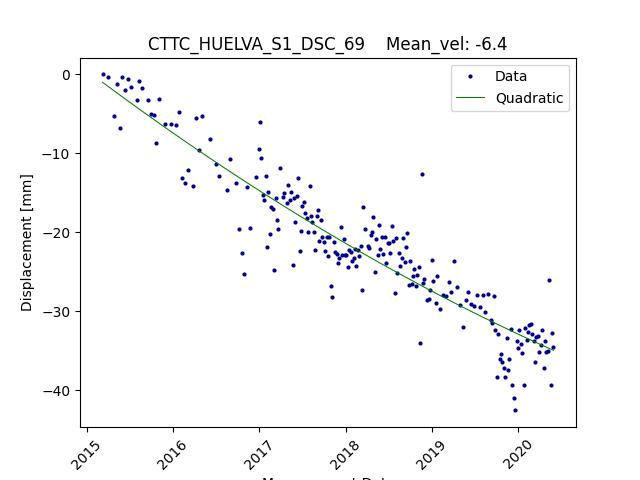 CTTC_HUELVA_S1_DSC_69 Mean_vel: -6.4
Data
Quadratic
0
−10
−20
−30
−40
Displacement [mm]
2015 2016 2017 2018 2019 2020